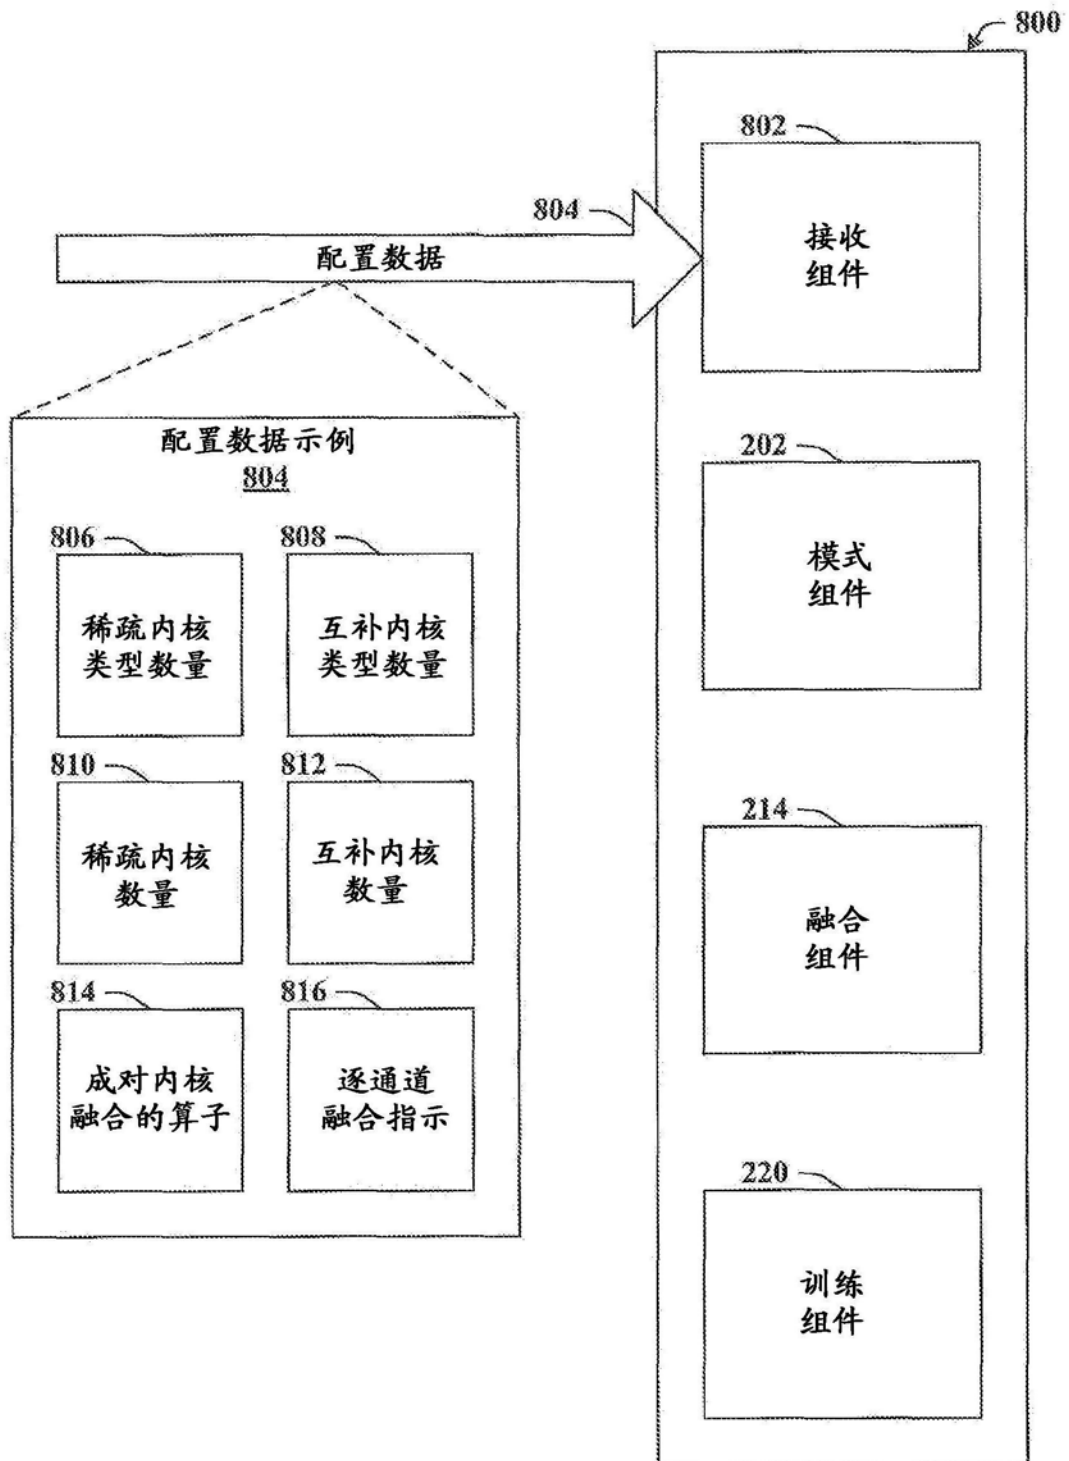 800
802
接收
组件
804
配置数据
配置数据示例
804
202
模式
组件
806
稀疏内核
类型数量
808
互补内核
类型数量
810
稀疏内核
数量
812
互补内核
数量
214
融合
组件
814
成对内核
融合的算子
816
逐通道
融合指示
220
训练
组件